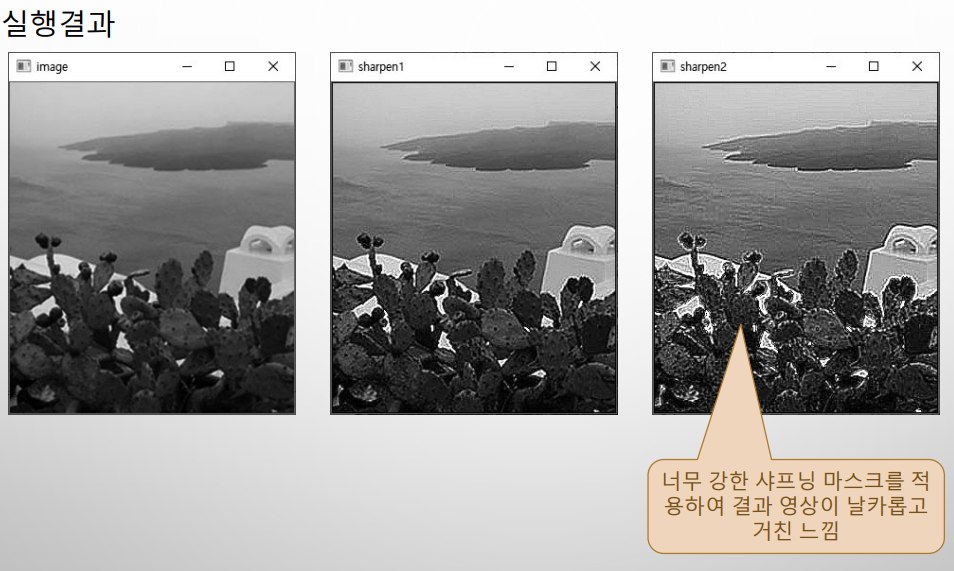 실행결과
image
sharpen1
sharpen2
너무 강한 샤프닝 마스크를 적
용하여 결과 영상이 날카롭고
거친 느낌